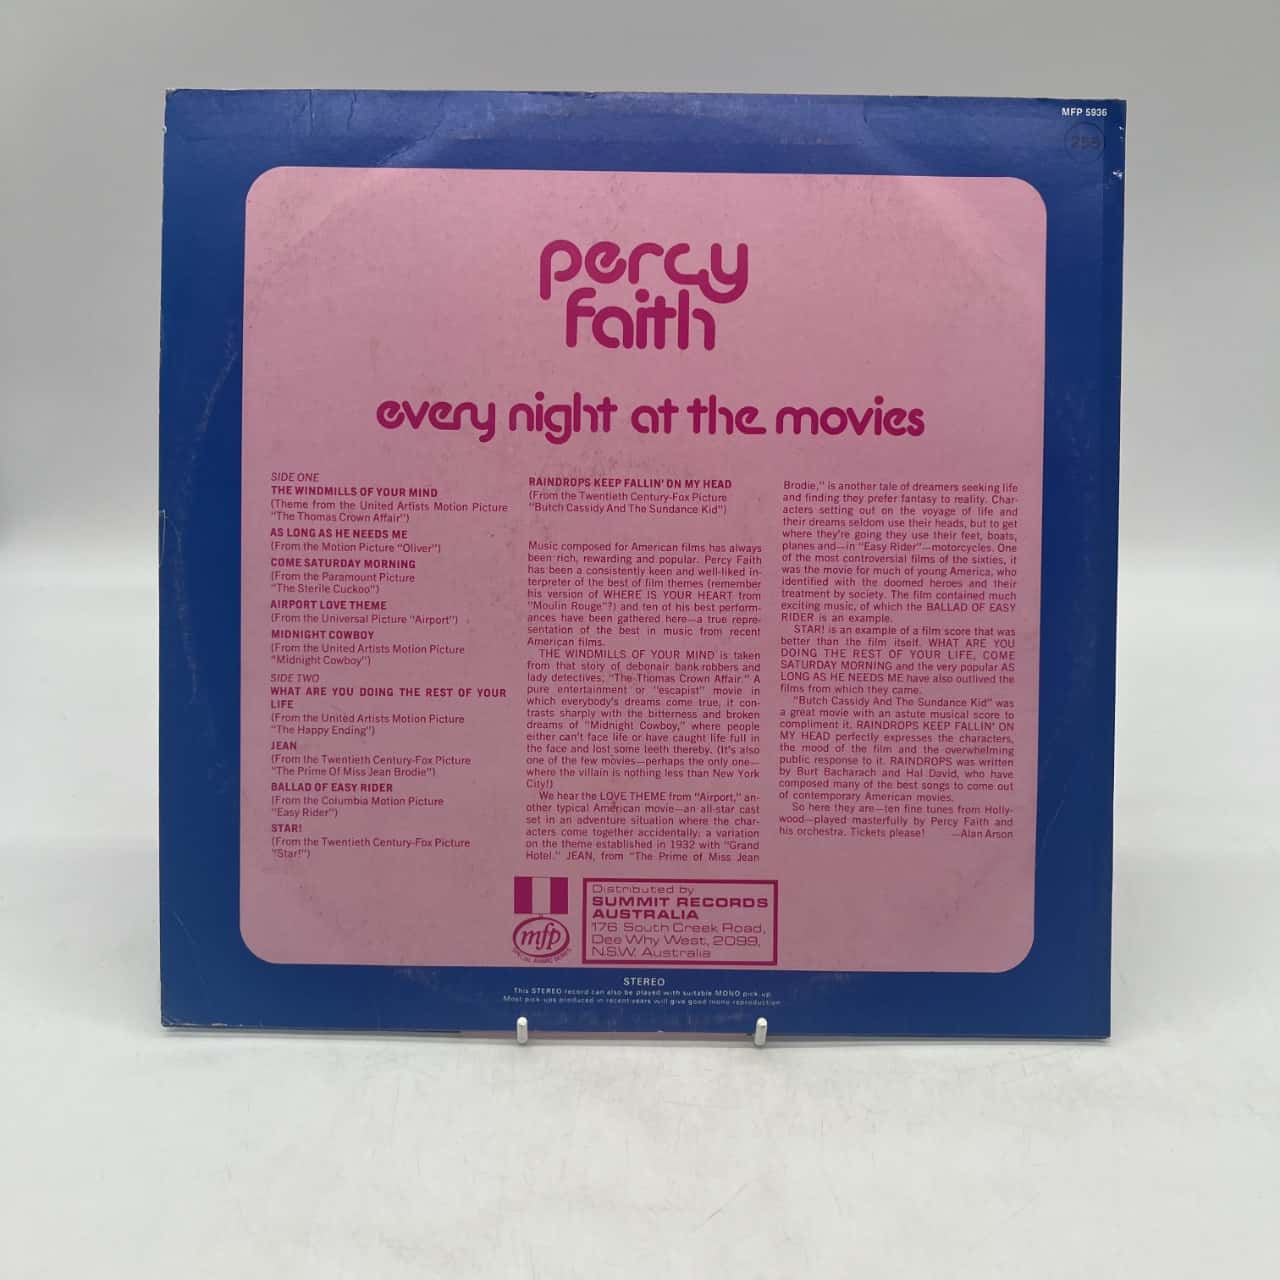 MFP 5936
255
percy
faith
every night at the movies
SIDE ONE
THE WINDMILLS OF YOUR MIND
(Theme from the United Artists Motion Picture
"The Thomas Crown Affair")
AS LONG AS HE NEEDS ME
(From the Motion Picture "Oliver")
COME SATURDAY MORNING
(From the Paramount Picture
"The Sterile Cuckoo")
AIRPORT LOVE THEME
(From the Universal Picture "Airport")
MIDNIGHT COWBOY
(From the United Artists Motion Picture
"Midnight Cowboy")
SIDE TWO
WHAT ARE YOU DOING THE REST OF YOUR
LIFE
(From the United Artists Motion Picture
"The Happy Ending")
JEAN
(From the Twentieth Century-Fox Picture
"The Prime Of Miss Jean Brodie")
BALLAD OF EASY RIDER
(From the Columbia Motion Picture
"Easy Rider")
STAR!
(From the Twentieth Century-Fox Picture
"Star!")
RAINDROPS KEEP FALLIN' ON MY HEAD
(From the Twentieth Century-Fox Picture
"Butch Cassidy And The Sundance Kid")
Music composed for American films has always
been rich, rewarding and popular. Percy Faith
has been a consistently keen and well-liked in-
terpreter of the best of film themes (remember
his version of WHERE IS YOUR HEART from
"Moulin Rouge"?) and ten of his best perform-
ances have been gathered here—a true repre-
sentation of the best in music from recent
American films.
THE WINDMILLS OF YOUR MIND is taken
from that story of debonair bank robbers and
lady detectives, "The Thomas Crown Affair." A
pure entertainment or "escapist" movie in
which everybody's dreams come true, it con-
trasts sharply with the bitterness and broken
dreams of "Midnight Cowboy," where people
either can't face life or have caught life full in
the face and lost some teeth thereby. (It's also
one of the few movies—perhaps the only one—
where the villain is nothing less than New York
City!)
We hear the LOVE THEME from "Airport," an-
other typical American movie—an all-star cast
set in an adventure situation where the char-
acters come together accidentally: a variation
on the theme established in 1932 with "Grand
Hotel." JEAN, from "The Prime of Miss Jean
Brodie," is another tale of dreamers seeking life
and finding they prefer fantasy to reality. Char-
acters setting out on the voyage of life and
their dreams seldom use their heads, but to get
where they're going they use their feet, boats,
planes and—in "Easy Rider"—motorcycles. One
of the most controversial films of the sixties, it
was the movie for much of young America, who
identified with the doomed heroes and their
treatment by society. The film contained much
exciting music, of which the BALLAD OF EASY
RIDER is an example.
STAR! is an example of a film score that was
better than the film itself. WHAT ARE YOU
DOING THE REST OF YOUR LIFE, COME
SATURDAY MORNING and the very popular AS
LONG AS HE NEEDS ME have also outlived the
films from which they came.
"Butch Cassidy And The Sundance Kid" was
a great movie with an astute musical score to
compliment it. RAINDROPS KEEP FALLIN' ON
MY HEAD perfectly expresses the characters,
the mood of the film and the overwhelming
public response to it. RAINDROPS was written
by Burt Bacharach and Hal David, who have
composed many of the best songs to come out
of contemporary American movies.
So here they are—ten fine tunes from Holly-
wood—played masterfully by Percy Faith and
his orchestra. Tickets please! —Alan Arson
mfp
SPECIAL AWARD SERIES
Distributed by
SUMMIT RECORDS
AUSTRALIA
176 South Creek Road,
Dee Why West, 2099,
N.S.W. Australia
STEREO
This STEREO record can also be played with suitable MONO pick-up.
Most pick-ups produced in recent years will give good mono reproduction